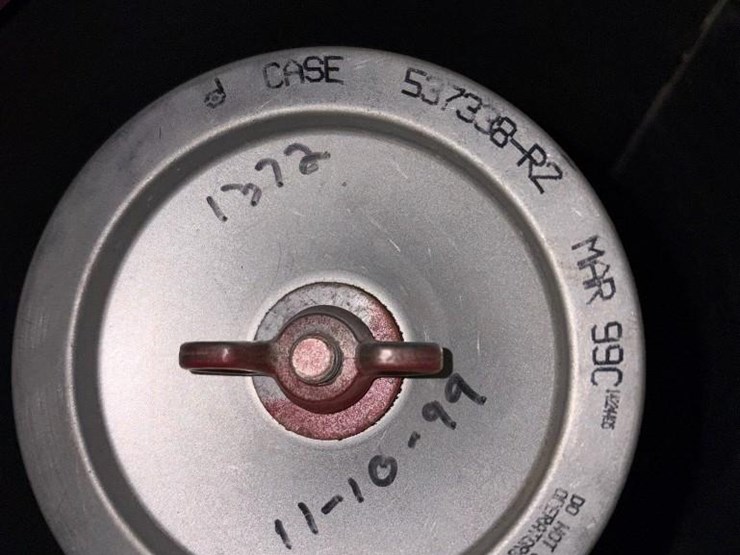 CASE 537338-R2 MAR 99C
1372
11-10-99
DO NOT